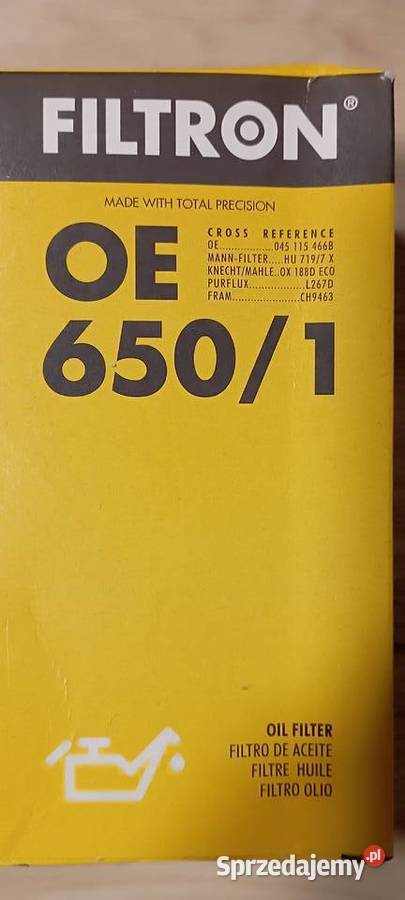 FILTRON®
MADE WITH TOTAL PRECISION
OE
650/1
CROSS REFERENCE
OE..................045 115 466B
MANN-FILTER.....HU 719/7 X
KNECHT/MAHLE..OX 188D ECO
PURFLUX...................L267D
FRAM.......................CH9463
OIL FILTER
FILTRO DE ACEITE
FILTRE HUILE
FILTRO OLIO
Sprzedajemy.pl